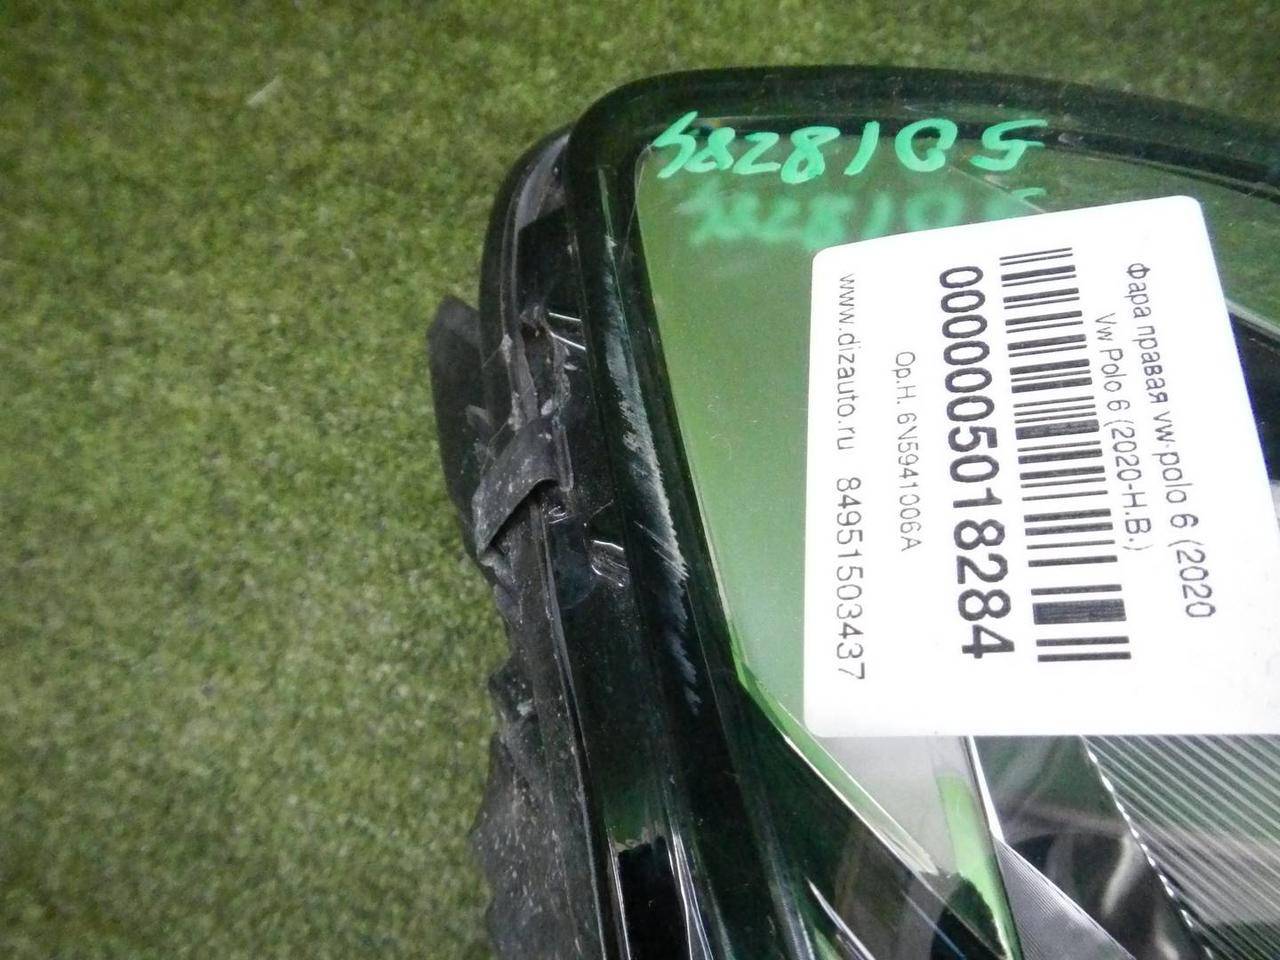 5018284
Фара правая vw polo 6 (2020
Vw Polo 6 (2020-Н.В.)
0000005018284
Ор.Н. 6N5941006A
www.dizauto.ru 84951503437